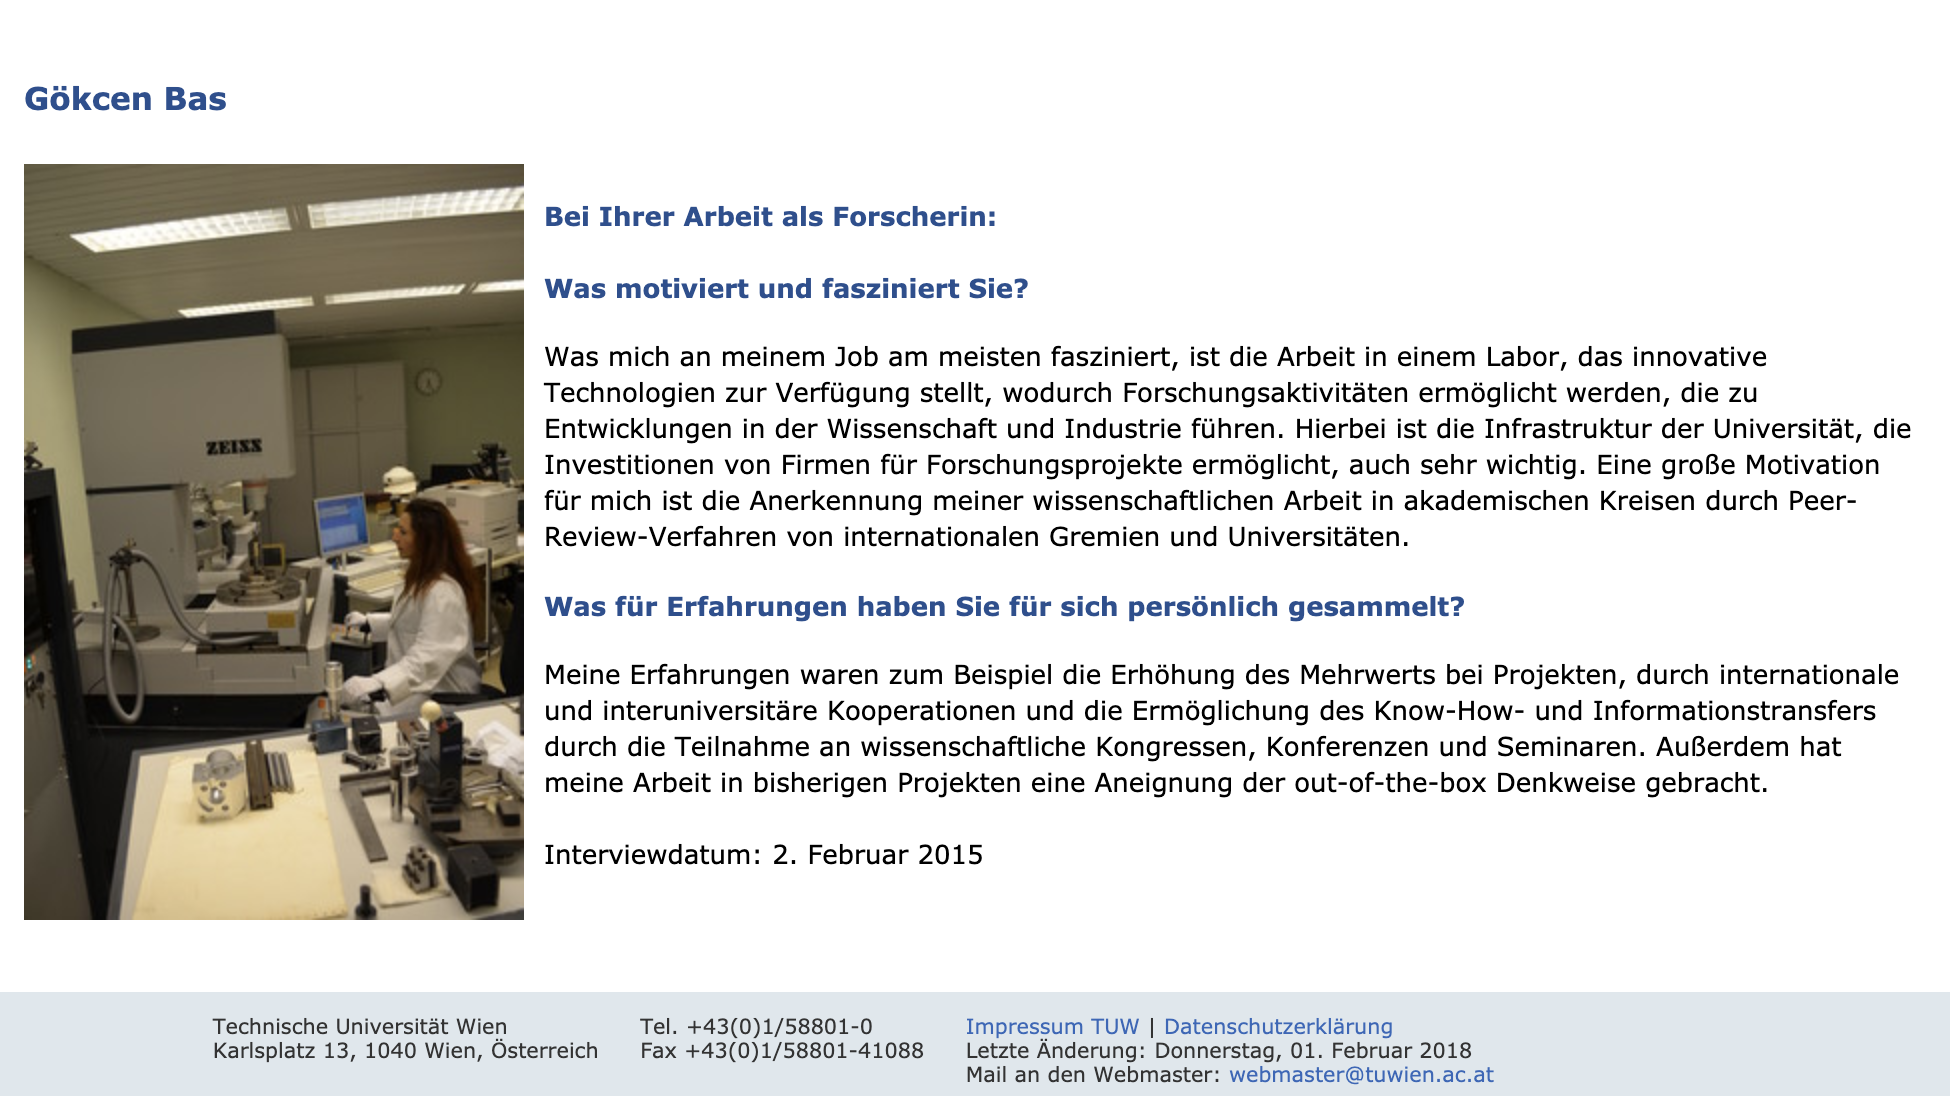 Gökcen Bas
ZEISS
Bei Ihrer Arbeit als Forscherin:
Was motiviert und fasziniert Sie?
Was mich an meinem Job am meisten fasziniert, ist die Arbeit in einem Labor, das innovative
Technologien zur Verfügung stellt, wodurch Forschungsaktivitäten ermöglicht werden, die zu
Entwicklungen in der Wissenschaft und Industrie führen. Hierbei ist die Infrastruktur der Universität, die
Investitionen von Firmen für Forschungsprojekte ermöglicht, auch sehr wichtig. Eine große Motivation
für mich ist die Anerkennung meiner wissenschaftlichen Arbeit in akademischen Kreisen durch Peer-
Review-Verfahren von internationalen Gremien und Universitäten.
Was für Erfahrungen haben Sie für sich persönlich gesammelt?
Meine Erfahrungen waren zum Beispiel die Erhöhung des Mehrwerts bei Projekten, durch internationale
und interuniversitäre Kooperationen und die Ermöglichung des Know-How- und Informationstransfers
durch die Teilnahme an wissenschaftliche Kongressen, Konferenzen und Seminaren. Außerdem hat
meine Arbeit in bisherigen Projekten eine Aneignung der out-of-the-box Denkweise gebracht.
Interviewdatum: 2. Februar 2015
Technische Universität Wien
Karlsplatz 13, 1040 Wien, Österreich
Tel. +43(0)1/58801-0
Fax +43(0)1/58801-41088
Impressum TUW | Datenschutzerklärung
Letzte Änderung: Donnerstag, 01. Februar 2018
Mail an den Webmaster: webmaster@tuwien.ac.at